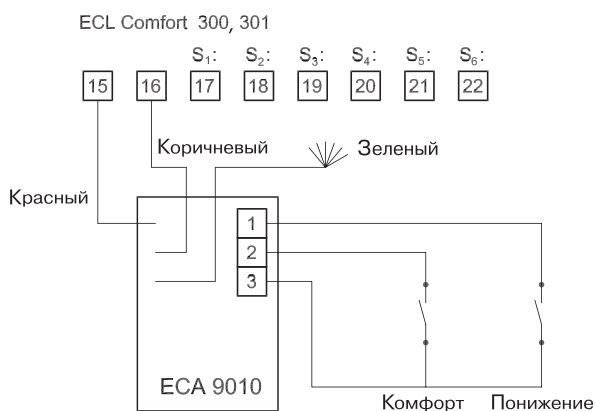 ECL Comfort 300, 301
S₁: S₂: S₃: S₄: S₅: S₆:
15 16 17 18 19 20 21 22
Коричневый Зеленый
Красный
1
2
3
ECA 9010
Комфорт Понижение